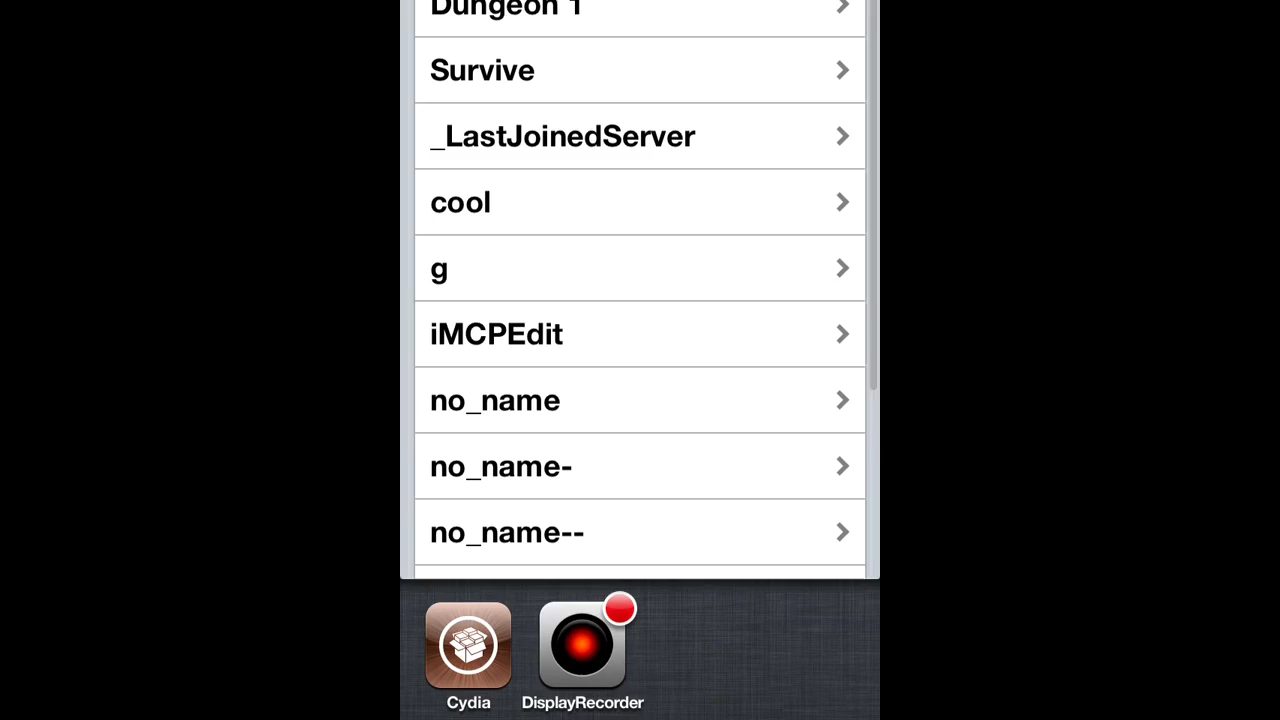 Dungeon 1
Survive
_LastJoinedServer
cool
g
iMCPEdit
no_name
no_name-
no_name--
Cydia
DisplayRecorder